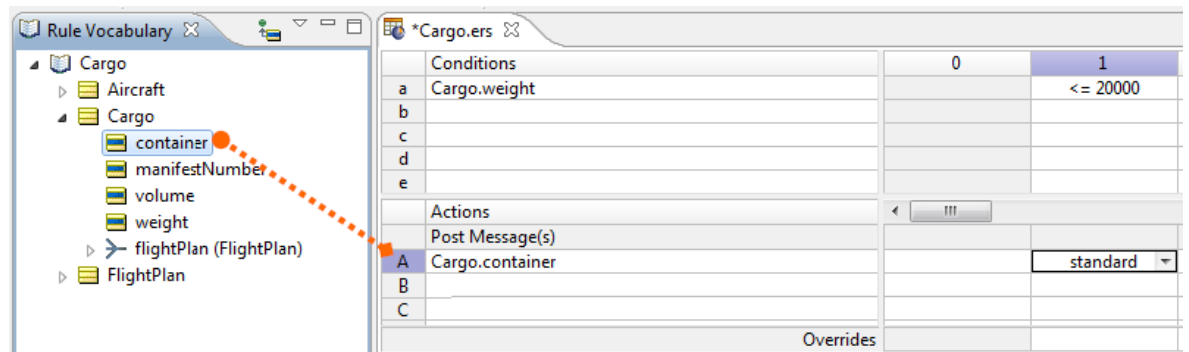 Rule Vocabulary
Cargo
Aircraft
Cargo
container
manifestNumber
volume
weight
flightPlan (FlightPlan)
FlightPlan
*Cargo.ers
Conditions 0 1
a Cargo.weight <= 20000
b
c
d
e
Actions
Post Message(s)
A Cargo.container standard
B
C
Overrides